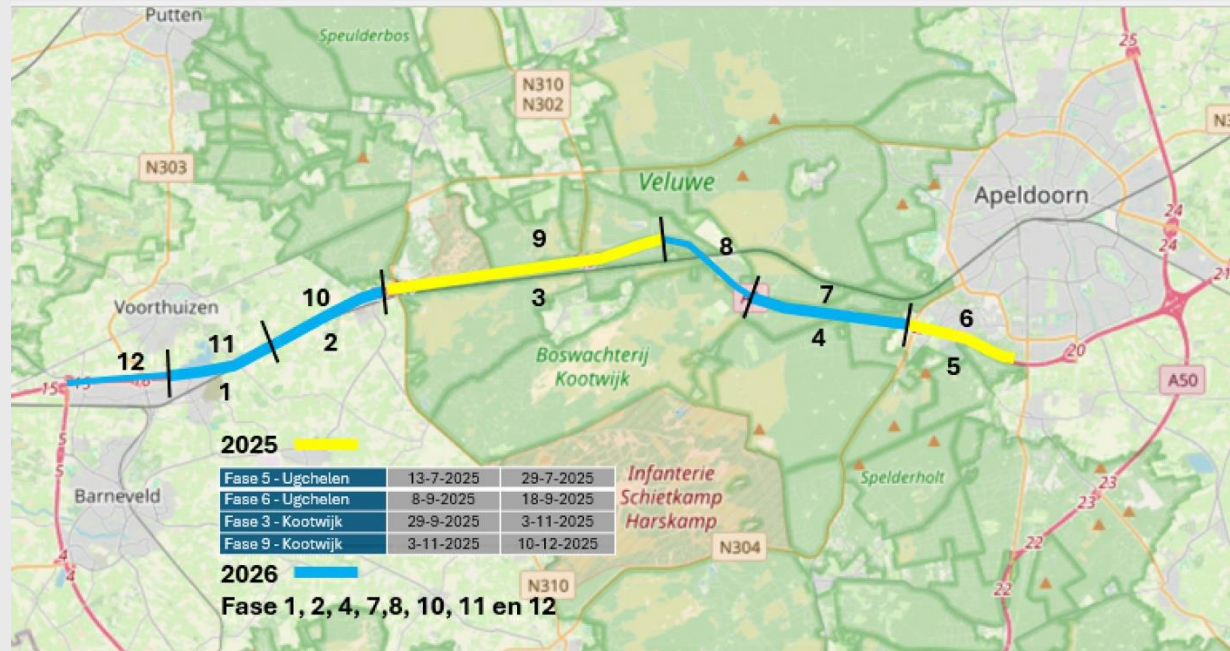 Putten
Speulderbos
25
N310
N302
N303
Veluwe
Apeldoorn
24
24
21
9
8
3
7
10
Voorthuizen
2
11
12
1
6
4
5
20
A50
15
Boswachterij
Kootwijk
2025
Fase 5 - Ugchelen 13-7-2025 29-7-2025
Fase 6 - Ugchelen 8-9-2025 18-9-2025
Fase 3 - Kootwijk 29-9-2025 3-11-2025
Fase 9 - Kootwijk 3-11-2025 10-12-2025
Infanterie
Schietkamp
Harskamp
Spelderholt
Barneveld
5
5
4
4
23
23
22
22
N304
N310
2026
Fase 1, 2, 4, 7,8, 10, 11 en 12